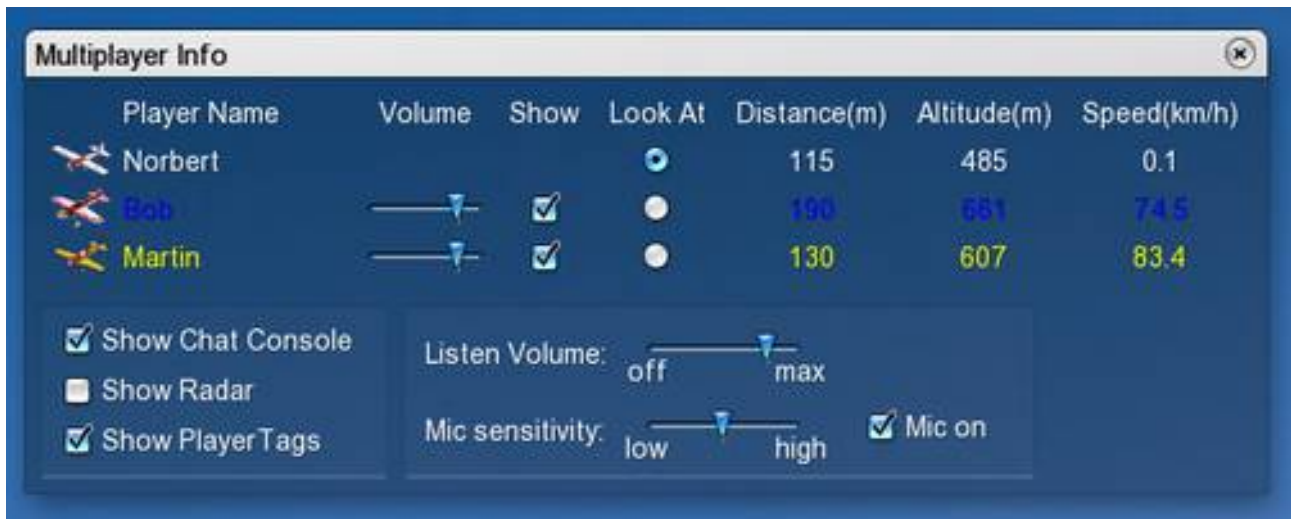 Multiplayer Info
Player Name Volume Show Look At Distance(m) Altitude(m) Speed(km/h)
Norbert 115 485 0.1
Bob 190 661 74.5
Martin 130 607 83.4
Show Chat Console
Show Radar
Show PlayerTags
Listen Volume: off max
Mic sensitivity: low high Mic on